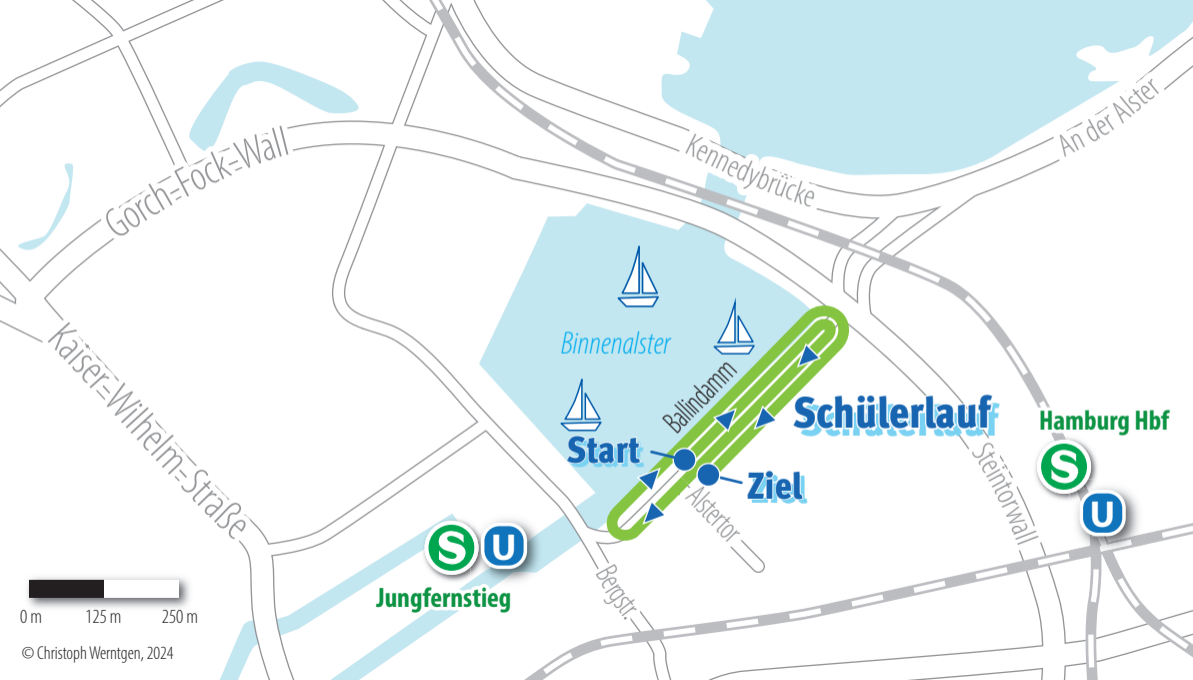 Kennedybrücke
An der Alster
Gorch-Fock-Wall
Binnenalster
Ballindamm
Kaiser-Wilhelm-Straße
Schülerlauf
Start
Ziel
Alstertor
Steintorwall
Hamburg Hbf
S
U
S U
Jungfernstieg
Bergstr.
0 m 125 m 250 m
© Christoph Werntgen, 2024